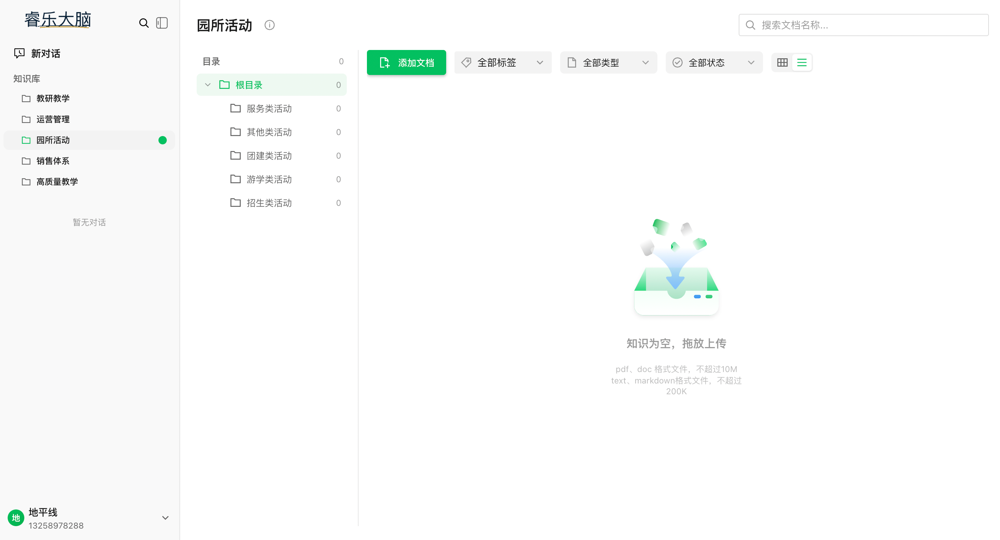 睿乐大脑
新对话
知识库
教研教学
运营管理
园所活动
销售体系
高质量教学
暂无对话
地
地平线
13258978288
园所活动
搜索文档名称...
目录 0
根目录 0
服务类活动 0
其他类活动 0
团建类活动 0
游学类活动 0
招生类活动 0
添加文档
全部标签
全部类型
全部状态
知识为空，拖放上传
pdf、doc 格式文件，不超过10M
text、markdown格式文件，不超过
200K